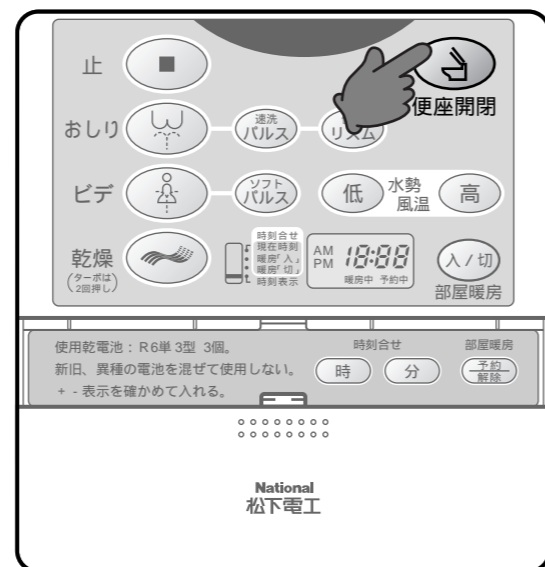 止
便座開閉
おしり
速洗
パルス
リズム
ビデ
ソフト
パルス
低
水勢
風温
高
乾燥
(ターボは
2回押し)
時刻合せ
現在時刻
暖房「入」
暖房「切」
時刻表示
AM
PM
18:88
暖房中 予約中
入/切
部屋暖房
使用乾電池:R6単3型 3個。
新旧、異種の電池を混ぜて使用しない。
+ - 表示を確かめて入れる。
時刻合せ
時
分
部屋暖房
予約
解除
National
松下電工